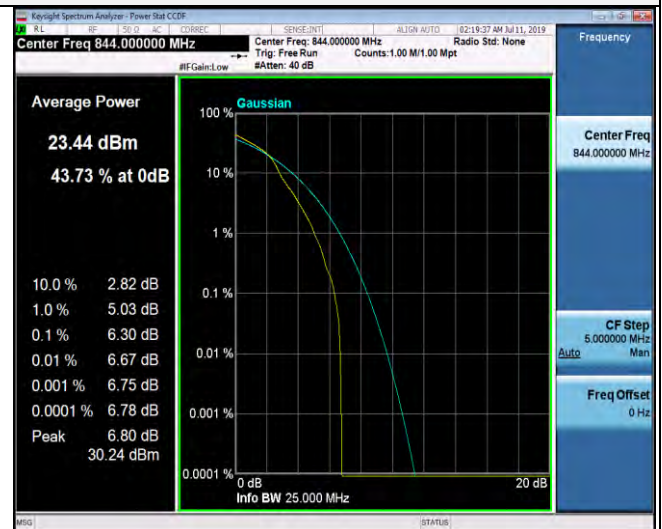 Keysight Spectrum Analyzer - Power Stat CCDF
RL RF 50 Ω AC CORREC SENSE:INT ALIGN AUTO 02:19:37 AM Jul 11, 2019
Center Freq 844.000000 MHz
Center Freq: 844.000000 MHz Radio Std: None
Trig: Free Run Counts:1.00 M/1.00 Mpt
#IFGain:Low #Atten: 40 dB
Frequency
Average Power
23.44 dBm
43.73 % at 0dB
10.0 % 2.82 dB
1.0 % 5.03 dB
0.1 % 6.30 dB
0.01 % 6.67 dB
0.001 % 6.75 dB
0.0001 % 6.78 dB
Peak 6.80 dB
30.24 dBm
Gaussian
100 %
10 %
1 %
0.1 %
0.01 %
0.001 %
0.0001 %
0 dB 20 dB
Info BW 25.000 MHz
Center Freq
844.000000 MHz
CF Step
5.000000 MHz
Auto Man
Freq Offset
0 Hz
MSG STATUS